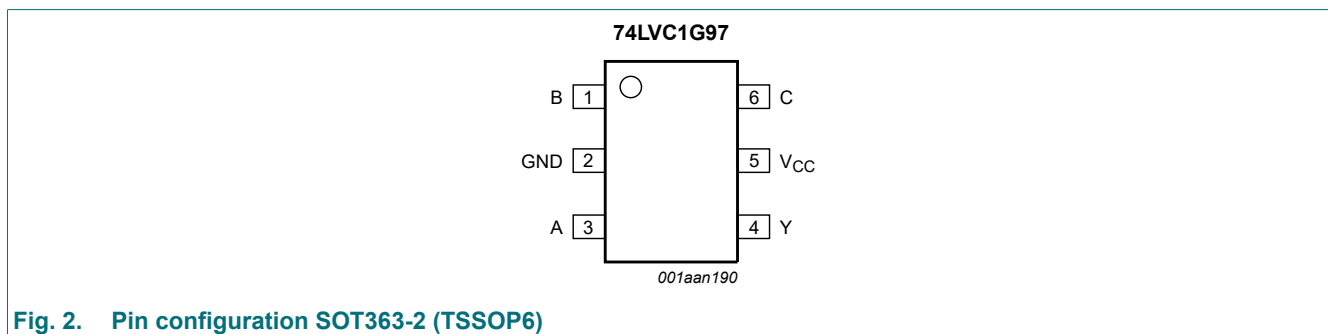 74LVC1G97
B 1 6 C
GND 2 5 VCC
A 3 4 Y
001aan190
Fig. 2. Pin configuration SOT363-2 (TSSOP6)